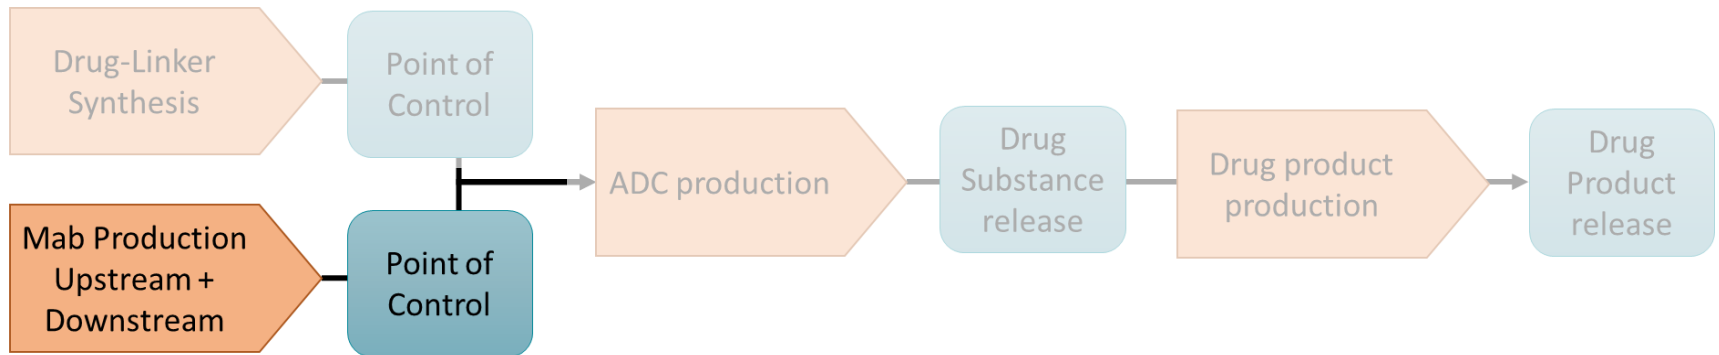 Drug-Linker
Synthesis
Point of
Control
Mab Production
Upstream +
Downstream
Point of
Control
ADC production
Drug
Substance
release
Drug product
production
Drug
Product
release